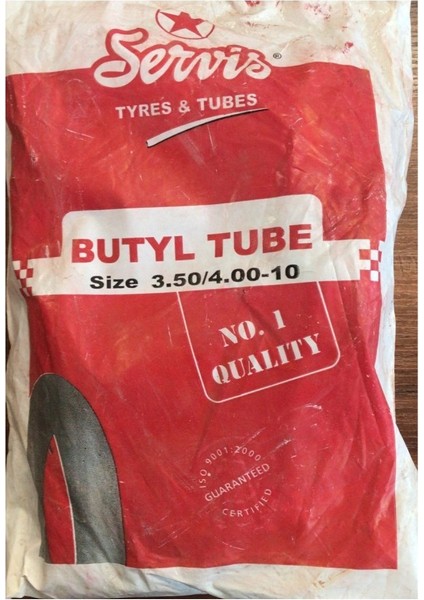 Servis®
TYRES & TUBES
BUTYL TUBE
Size 3.50/4.00-10
NO. 1
QUALITY
ISO 9001:2000
GUARANTEED
CERTIFIED